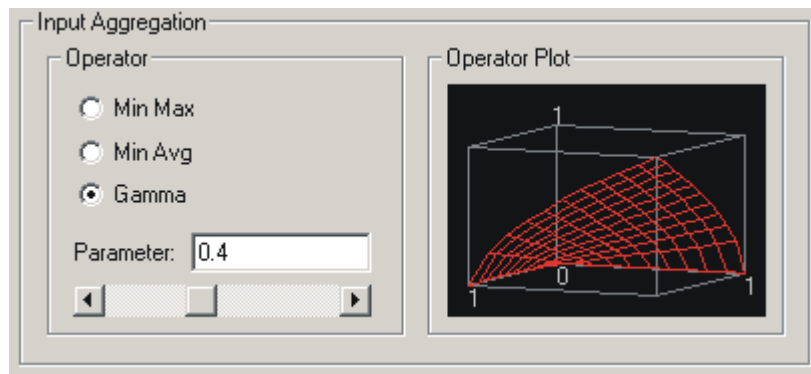 Input Aggregation
Operator
Min Max
Min Avg
Gamma
Parameter: 0.4
Operator Plot
1
0
1
1